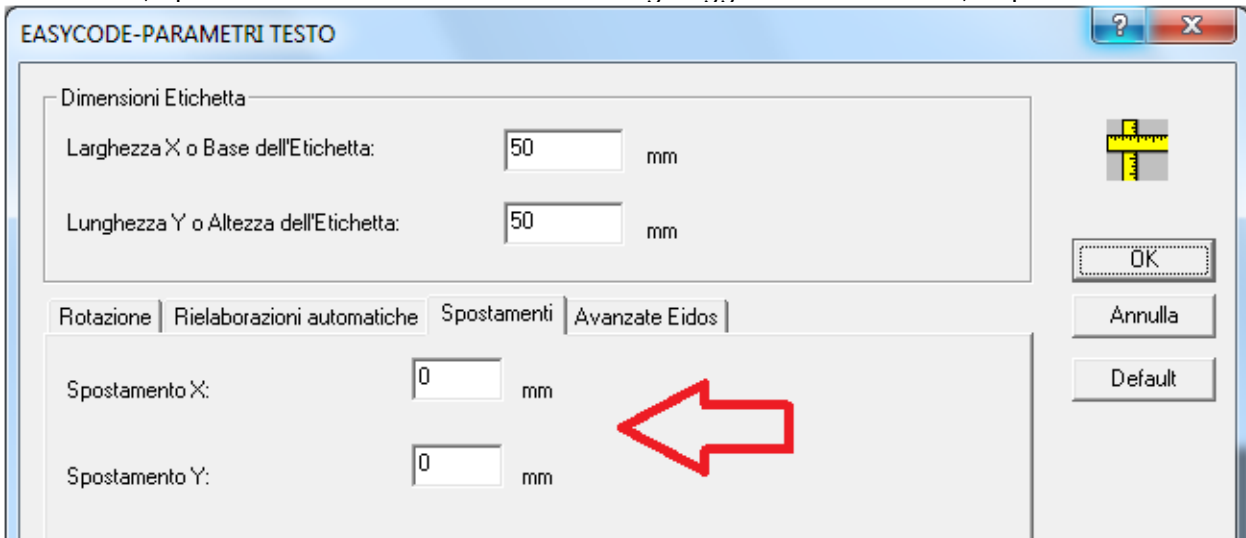 EASYCODE-PARAMETRI TESTO
? X
Dimensioni Etichetta
Larghezza X o Base dell'Etichetta: 50 mm
Lunghezza Y o Altezza dell'Etichetta: 50 mm
OK
Rotazione Rielaborazioni automatiche Spostamenti Avanzate Eidos
Annulla
Spostamento X: 0 mm
Default
Spostamento Y: 0 mm